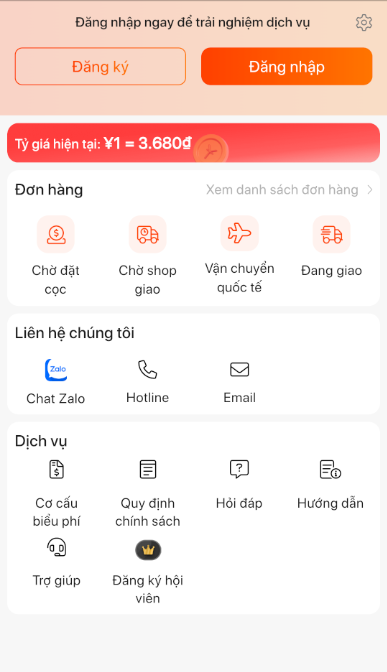 Đăng nhập ngay để trải nghiệm dịch vụ
Đăng ký
Đăng nhập
Tỷ giá hiện tại: ¥1 = 3.680₫
Đơn hàng
Xem danh sách đơn hàng
Chờ đặt
cọc
Chờ shop
giao
Vận chuyển
quốc tế
Đang giao
Liên hệ chúng tôi
Zalo
Chat Zalo
Hotline
Email
Dịch vụ
Cơ cấu
biểu phí
Quy định
chính sách
Hỏi đáp
Hướng dẫn
Trợ giúp
Đăng ký hội
viên